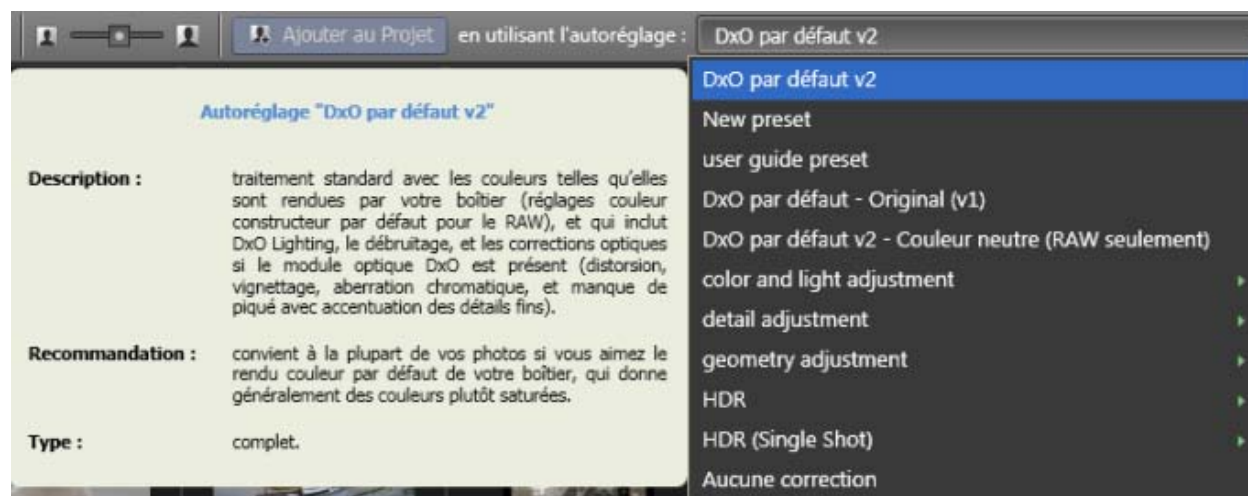 Ajouter au Projet en utilisant l'autoréglage : DxO par défaut v2
Autoréglage "DxO par défaut v2"
Description :
traitement standard avec les couleurs telles qu'elles
sont rendues par votre boîtier (réglages couleur
constructeur par défaut pour le RAW), et qui inclut
DxO Lighting, le débruitage, et les corrections optiques
si le module optique DxO est présent (distorsion,
vignettage, aberration chromatique, et manque de
piqué avec accentuation des détails fins).
Recommandation :
convient à la plupart de vos photos si vous aimez le
rendu couleur par défaut de votre boîtier, qui donne
généralement des couleurs plutôt saturées.
Type :
complet.
DxO par défaut v2
New preset
user guide preset
DxO par défaut - Original (v1)
DxO par défaut v2 - Couleur neutre (RAW seulement)
color and light adjustment
detail adjustment
geometry adjustment
HDR
HDR (Single Shot)
Aucune correction